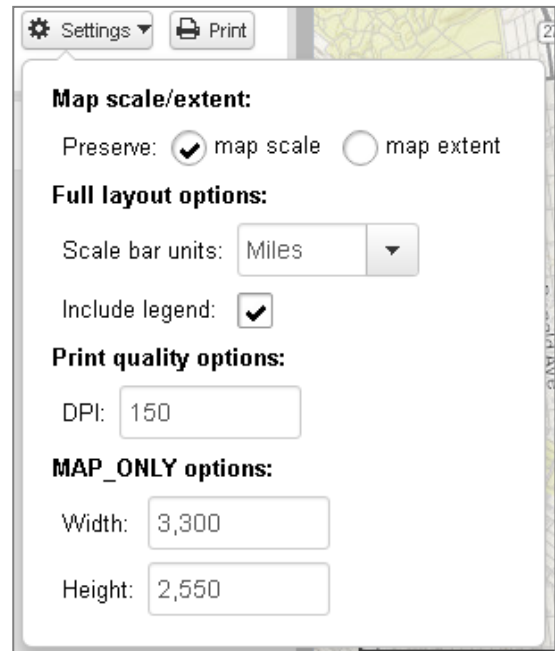 Settings Print
Map scale/extent:
Preserve: map scale map extent
Full layout options:
Scale bar units: Miles
Include legend:
Print quality options:
DPI: 150
MAP_ONLY options:
Width: 3,300
Height: 2,550